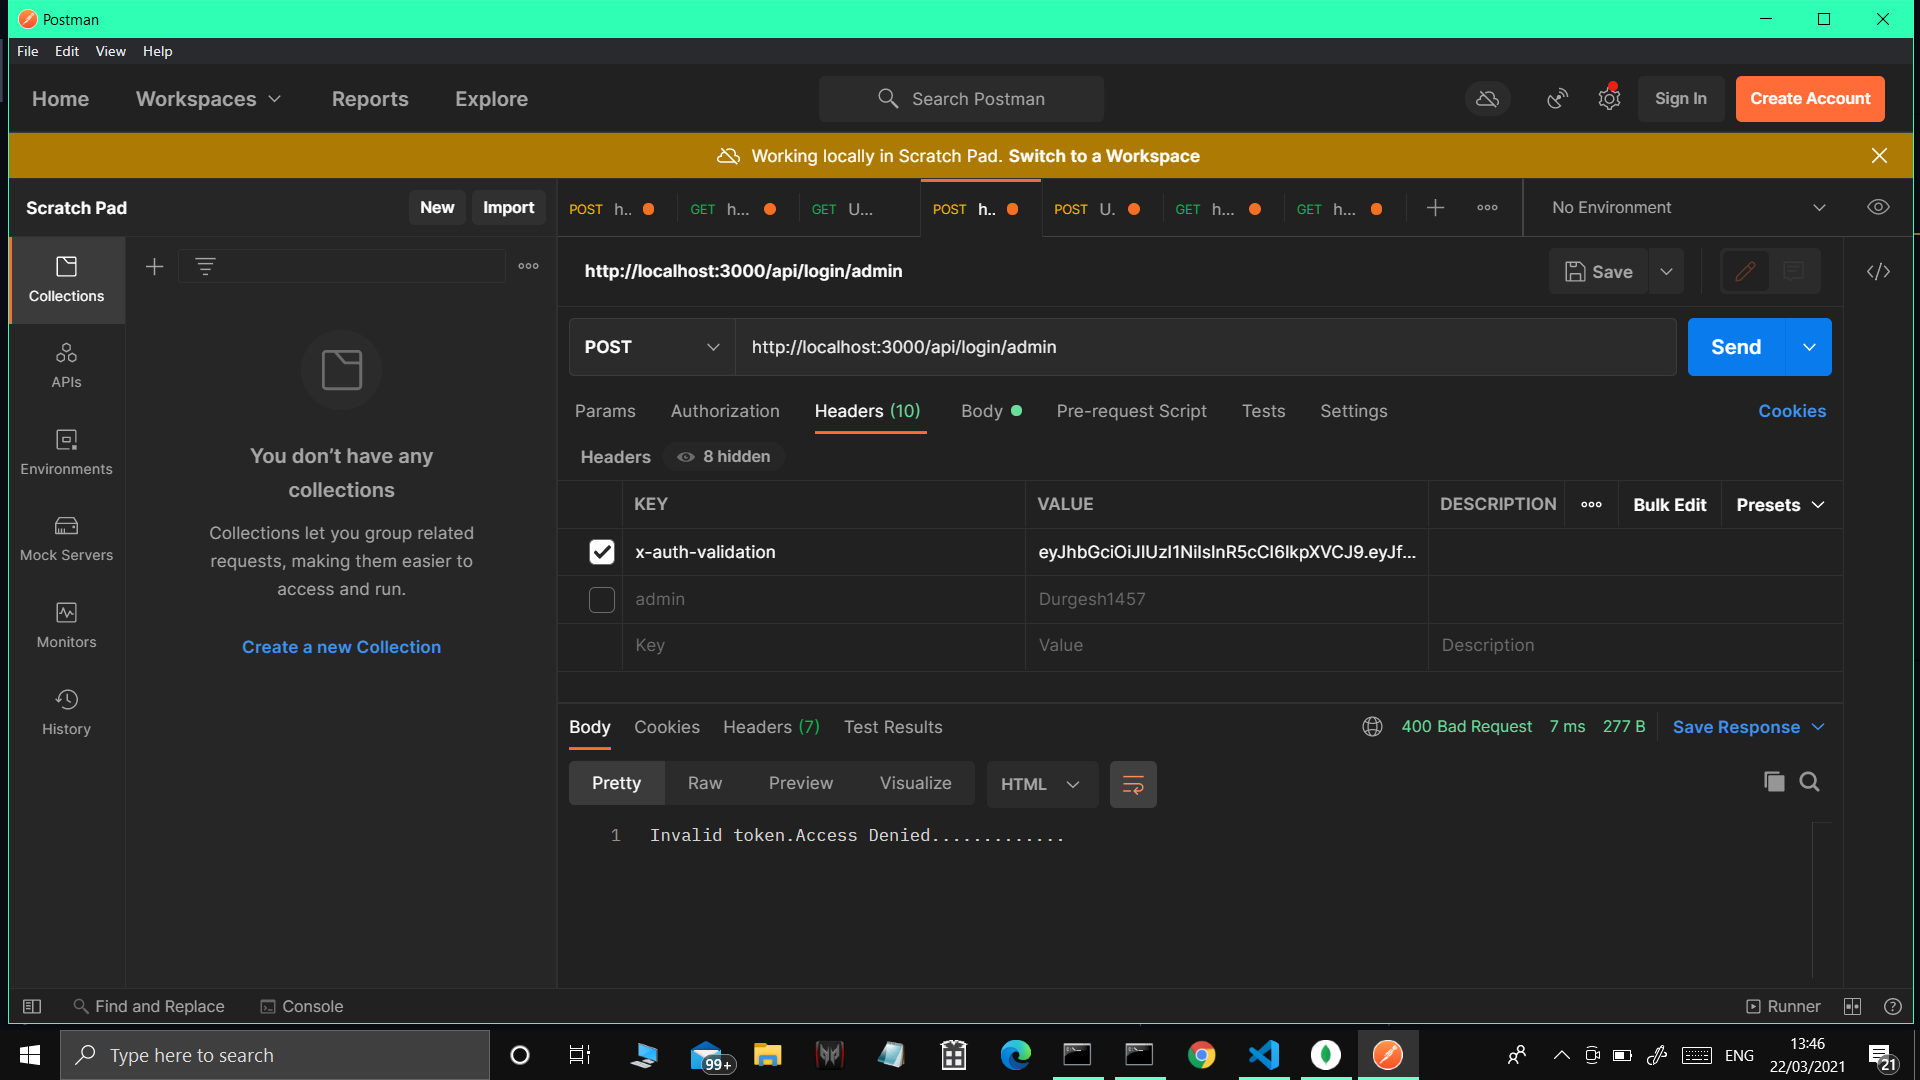 Postman
File Edit View Help
Home Workspaces Reports Explore Search Postman Sign In Create Account
Working locally in Scratch Pad. Switch to a Workspace
Scratch Pad New Import POST h.. GET h... GET U... POST h.. POST U. GET h... GET h... No Environment
http://localhost:3000/api/login/admin Save
Collections
POST http://localhost:3000/api/login/admin Send
APIs
Params Authorization Headers (10) Body Pre-request Script Tests Settings Cookies
You don't have any
collections
Headers 8 hidden
Environments
KEY VALUE DESCRIPTION Bulk Edit Presets
Collections let you group related
requests, making them easier to
access and run.
Mock Servers
x-auth-validation eyJhbGciOiJIUzI1NiIsInR5cCI6IkpXVCJ9.eyJf...
admin Durgesh1457
Monitors
Create a new Collection
Key Value Description
History
Body Cookies Headers (7) Test Results 400 Bad Request 7 ms 277 B Save Response
Pretty Raw Preview Visualize HTML
1 Invalid token.Access Denied.............
Find and Replace Console Runner
Type here to search 99+ ENG 13:46
22/03/2021 21